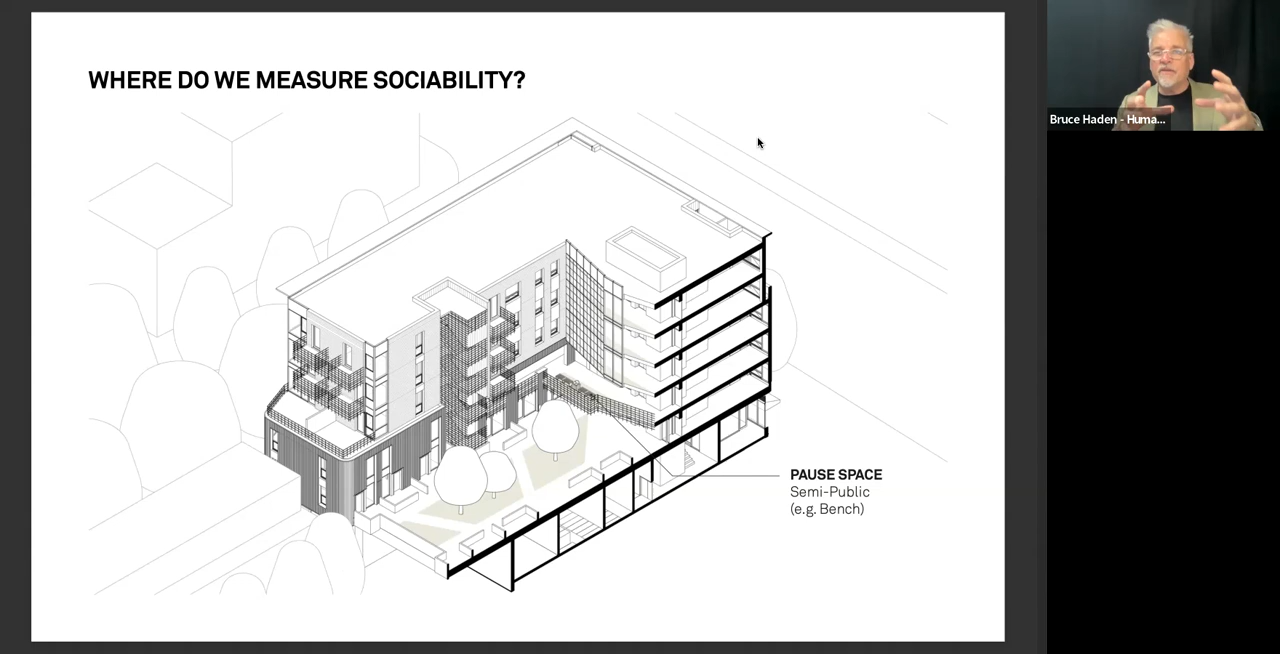 WHERE DO WE MEASURE SOCIABILITY?
Bruce Haden - Huma...
PAUSE SPACE
Semi-Public
(e.g. Bench)